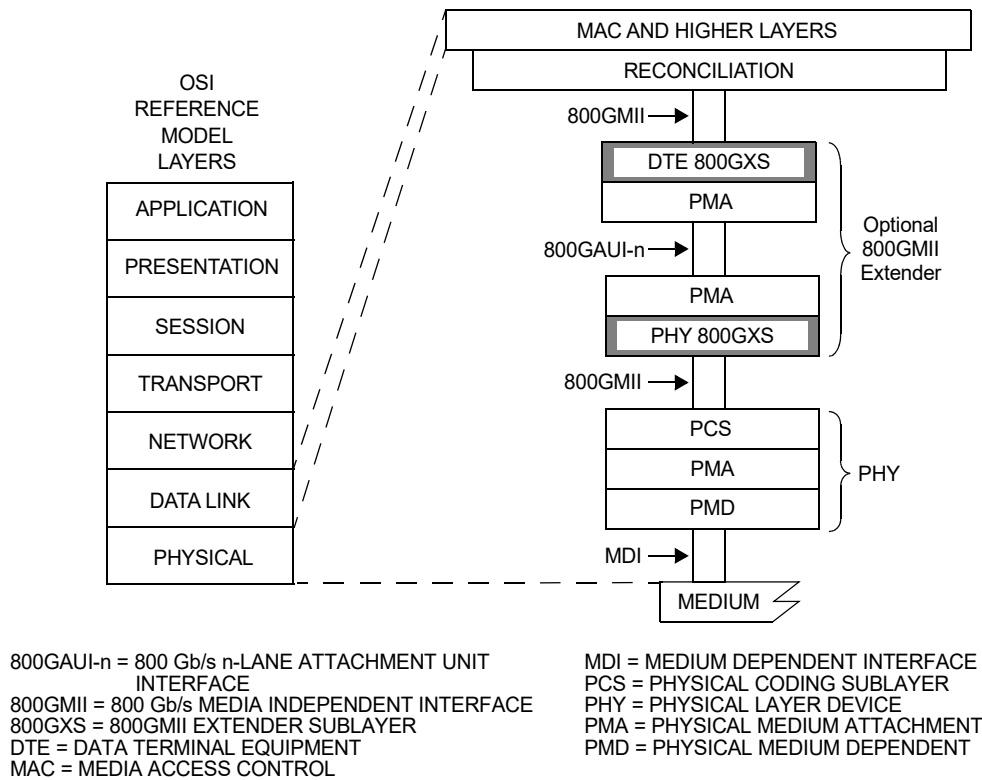 OSI
REFERENCE
MODEL
LAYERS
APPLICATION
PRESENTATION
SESSION
TRANSPORT
NETWORK
DATA LINK
PHYSICAL
MAC AND HIGHER LAYERS
RECONCILIATION
800GMII
DTE 800GXS
PMA
800GAUI-n
PMA
PHY 800GXS
Optional
800GMII
Extender
800GMII
PCS
PMA
PMD
PHY
MDI
MEDIUM
800GAUI-n = 800 Gb/s n-LANE ATTACHMENT UNIT
INTERFACE
800GMII = 800 Gb/s MEDIA INDEPENDENT INTERFACE
800GXS = 800GMII EXTENDER SUBLAYER
DTE = DATA TERMINAL EQUIPMENT
MAC = MEDIA ACCESS CONTROL
MDI = MEDIUM DEPENDENT INTERFACE
PCS = PHYSICAL CODING SUBLAYER
PHY = PHYSICAL LAYER DEVICE
PMA = PHYSICAL MEDIUM ATTACHMENT
PMD = PHYSICAL MEDIUM DEPENDENT